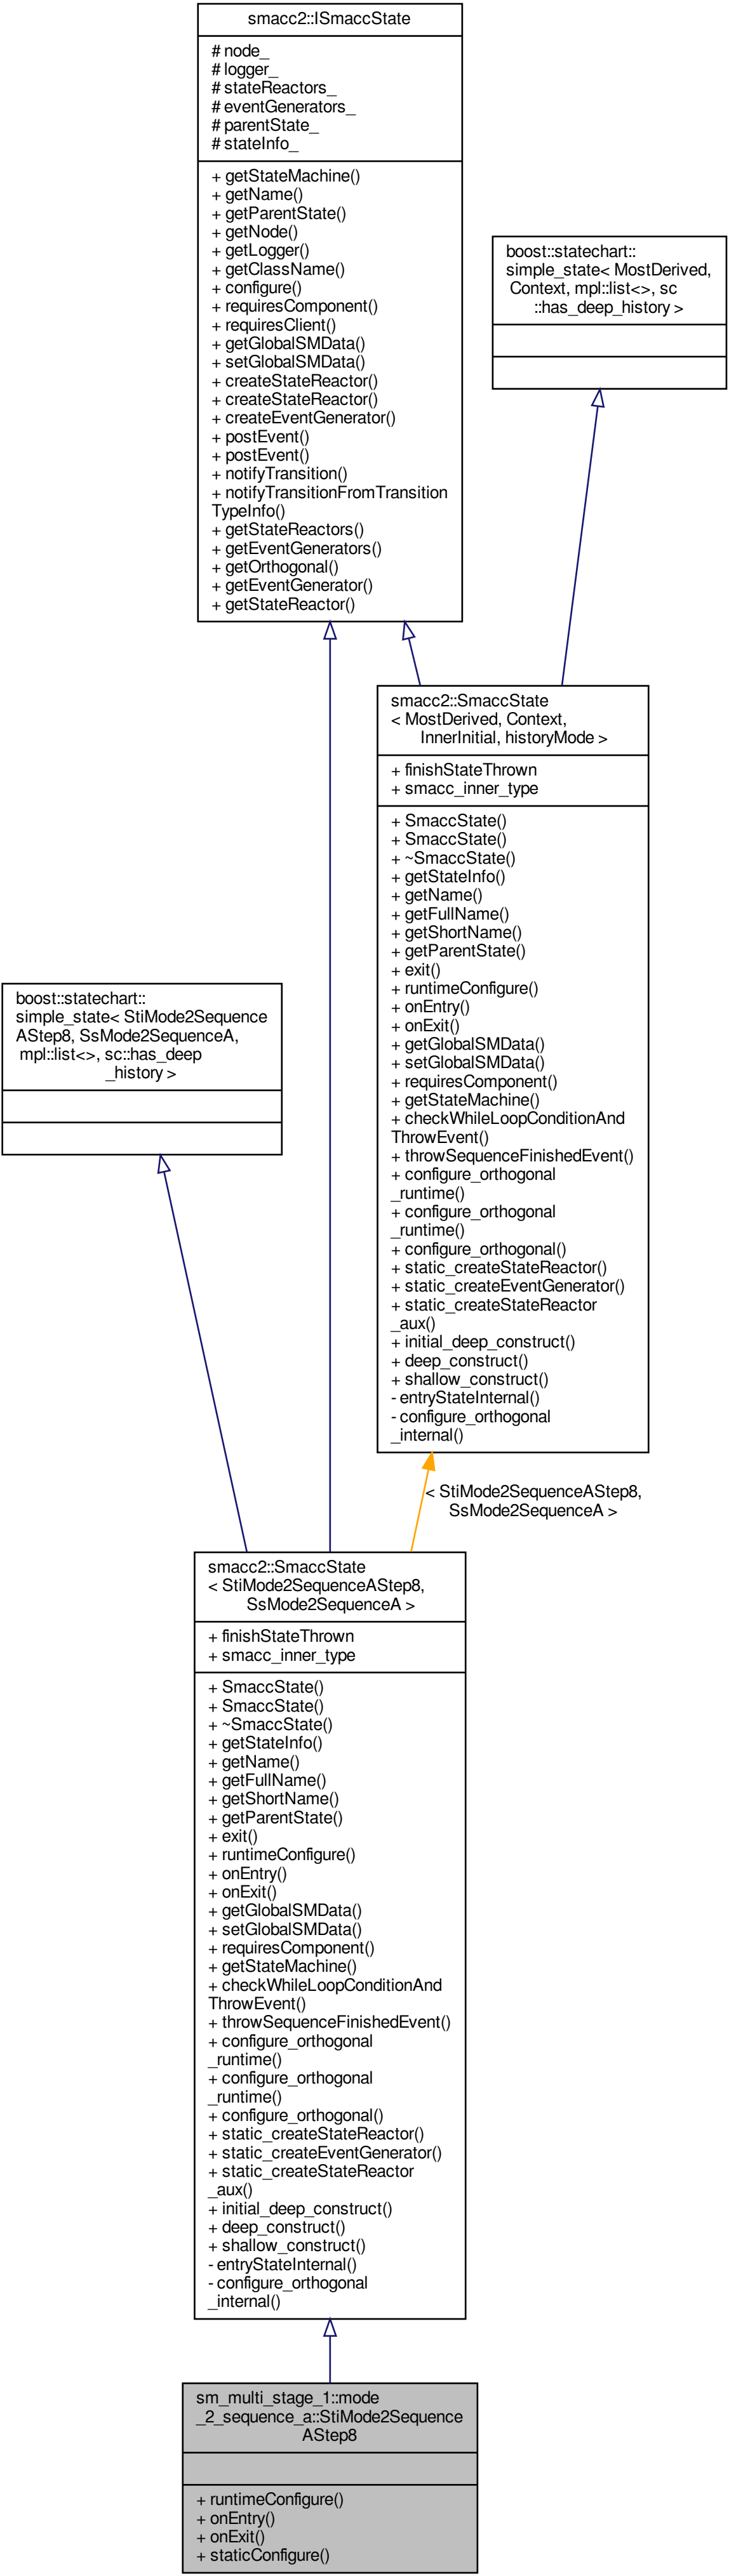 smacc2::ISmaccState
# node_
# logger_
# stateReactors_
# eventGenerators_
# parentState_
# stateInfo_
+ getStateMachine()
+ getName()
+ getParentState()
+ getNode()
+ getLogger()
+ getClassName()
+ configure()
+ requiresComponent()
+ requiresClient()
+ getGlobalSMData()
+ setGlobalSMData()
+ createStateReactor()
+ createStateReactor()
+ createEventGenerator()
+ postEvent()
+ postEvent()
+ notifyTransition()
+ notifyTransitionFromTransition
TypeInfo()
+ getStateReactors()
+ getEventGenerators()
+ getOrthogonal()
+ getEventGenerator()
+ getStateReactor()
boost::statechart::
simple_state< MostDerived,
Context, mpl::list<>, sc
::has_deep_history >
smacc2::SmaccState
< MostDerived, Context,
InnerInitial, historyMode >
+ finishStateThrown
+ smacc_inner_type
+ SmaccState()
+ SmaccState()
+ ~SmaccState()
+ getStateInfo()
+ getName()
+ getFullName()
+ getShortName()
+ getParentState()
+ exit()
+ runtimeConfigure()
+ onEntry()
+ onExit()
+ getGlobalSMData()
+ setGlobalSMData()
+ requiresComponent()
+ getStateMachine()
+ checkWhileLoopConditionAnd
ThrowEvent()
+ throwSequenceFinishedEvent()
+ configure_orthogonal
_runtime()
+ configure_orthogonal
_runtime()
+ configure_orthogonal()
+ static_createStateReactor()
+ static_createEventGenerator()
+ static_createStateReactor
_aux()
+ initial_deep_construct()
+ deep_construct()
+ shallow_construct()
- entryStateInternal()
- configure_orthogonal
_internal()
boost::statechart::
simple_state< StiMode2Sequence
AStep8, SsMode2SequenceA,
mpl::list<>, sc::has_deep
_history >
< StiMode2SequenceAStep8,
SsMode2SequenceA >
smacc2::SmaccState
< StiMode2SequenceAStep8,
SsMode2SequenceA >
+ finishStateThrown
+ smacc_inner_type
+ SmaccState()
+ SmaccState()
+ ~SmaccState()
+ getStateInfo()
+ getName()
+ getFullName()
+ getShortName()
+ getParentState()
+ exit()
+ runtimeConfigure()
+ onEntry()
+ onExit()
+ getGlobalSMData()
+ setGlobalSMData()
+ requiresComponent()
+ getStateMachine()
+ checkWhileLoopConditionAnd
ThrowEvent()
+ throwSequenceFinishedEvent()
+ configure_orthogonal
_runtime()
+ configure_orthogonal
_runtime()
+ configure_orthogonal()
+ static_createStateReactor()
+ static_createEventGenerator()
+ static_createStateReactor
_aux()
+ initial_deep_construct()
+ deep_construct()
+ shallow_construct()
- entryStateInternal()
- configure_orthogonal
_internal()
sm_multi_stage_1::mode
_2_sequence_a::StiMode2Sequence
AStep8
+ runtimeConfigure()
+ onEntry()
+ onExit()
+ staticConfigure()